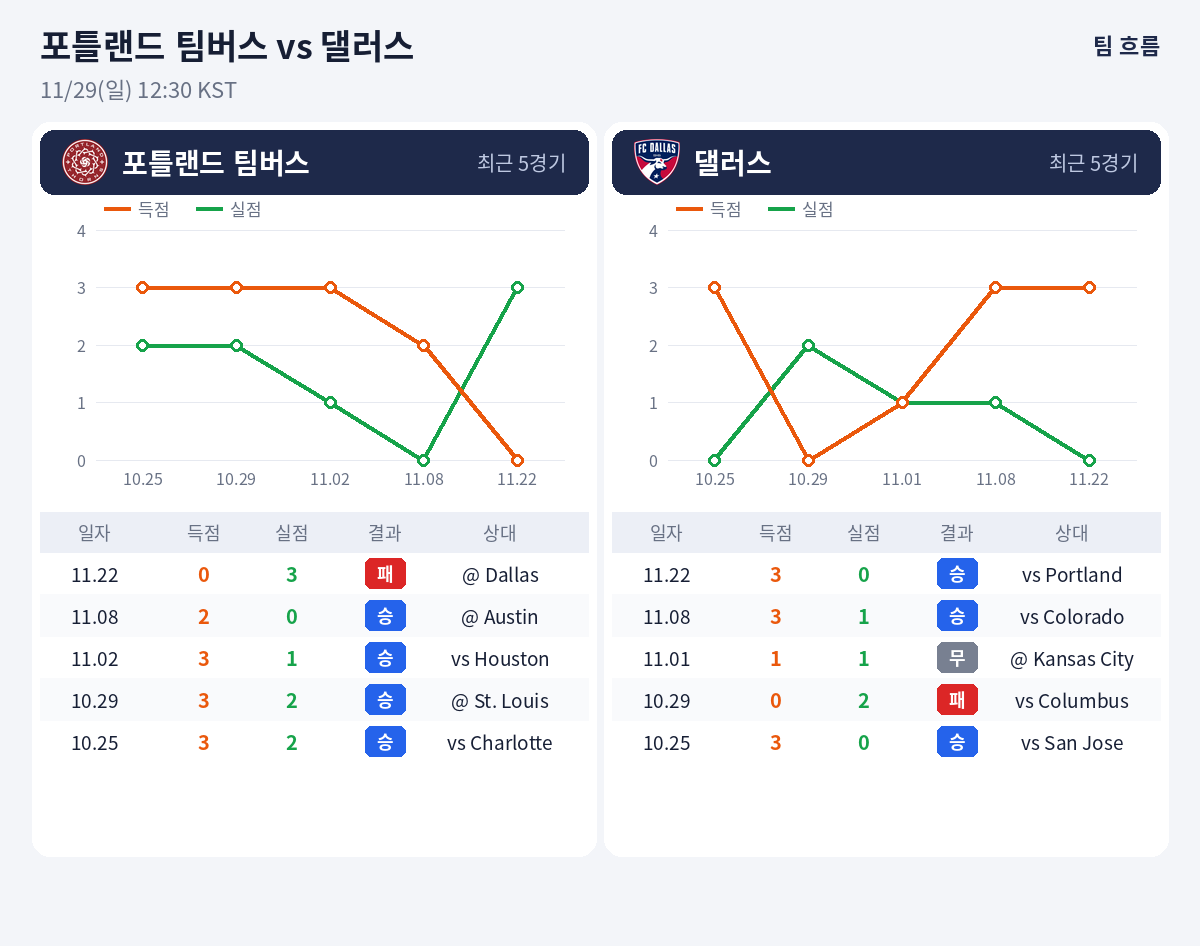 포틀랜드 팀버스 vs 댈러스
팀 흐름
11/29(일) 12:30 KST
포틀랜드 팀버스
최근 5경기
득점 실점
4
3
2
1
0
10.25 10.29 11.02 11.08 11.22
일자 득점 실점 결과 상대
11.22 0 3 패 @ Dallas
11.08 2 0 승 @ Austin
11.02 3 1 승 vs Houston
10.29 3 2 승 @ St. Louis
10.25 3 2 승 vs Charlotte
FC DALLAS
댈러스
최근 5경기
득점 실점
4
3
2
1
0
10.25 10.29 11.01 11.08 11.22
일자 득점 실점 결과 상대
11.22 3 0 승 vs Portland
11.08 3 1 승 vs Colorado
11.01 1 1 무 @ Kansas City
10.29 0 2 패 vs Columbus
10.25 3 0 승 vs San Jose